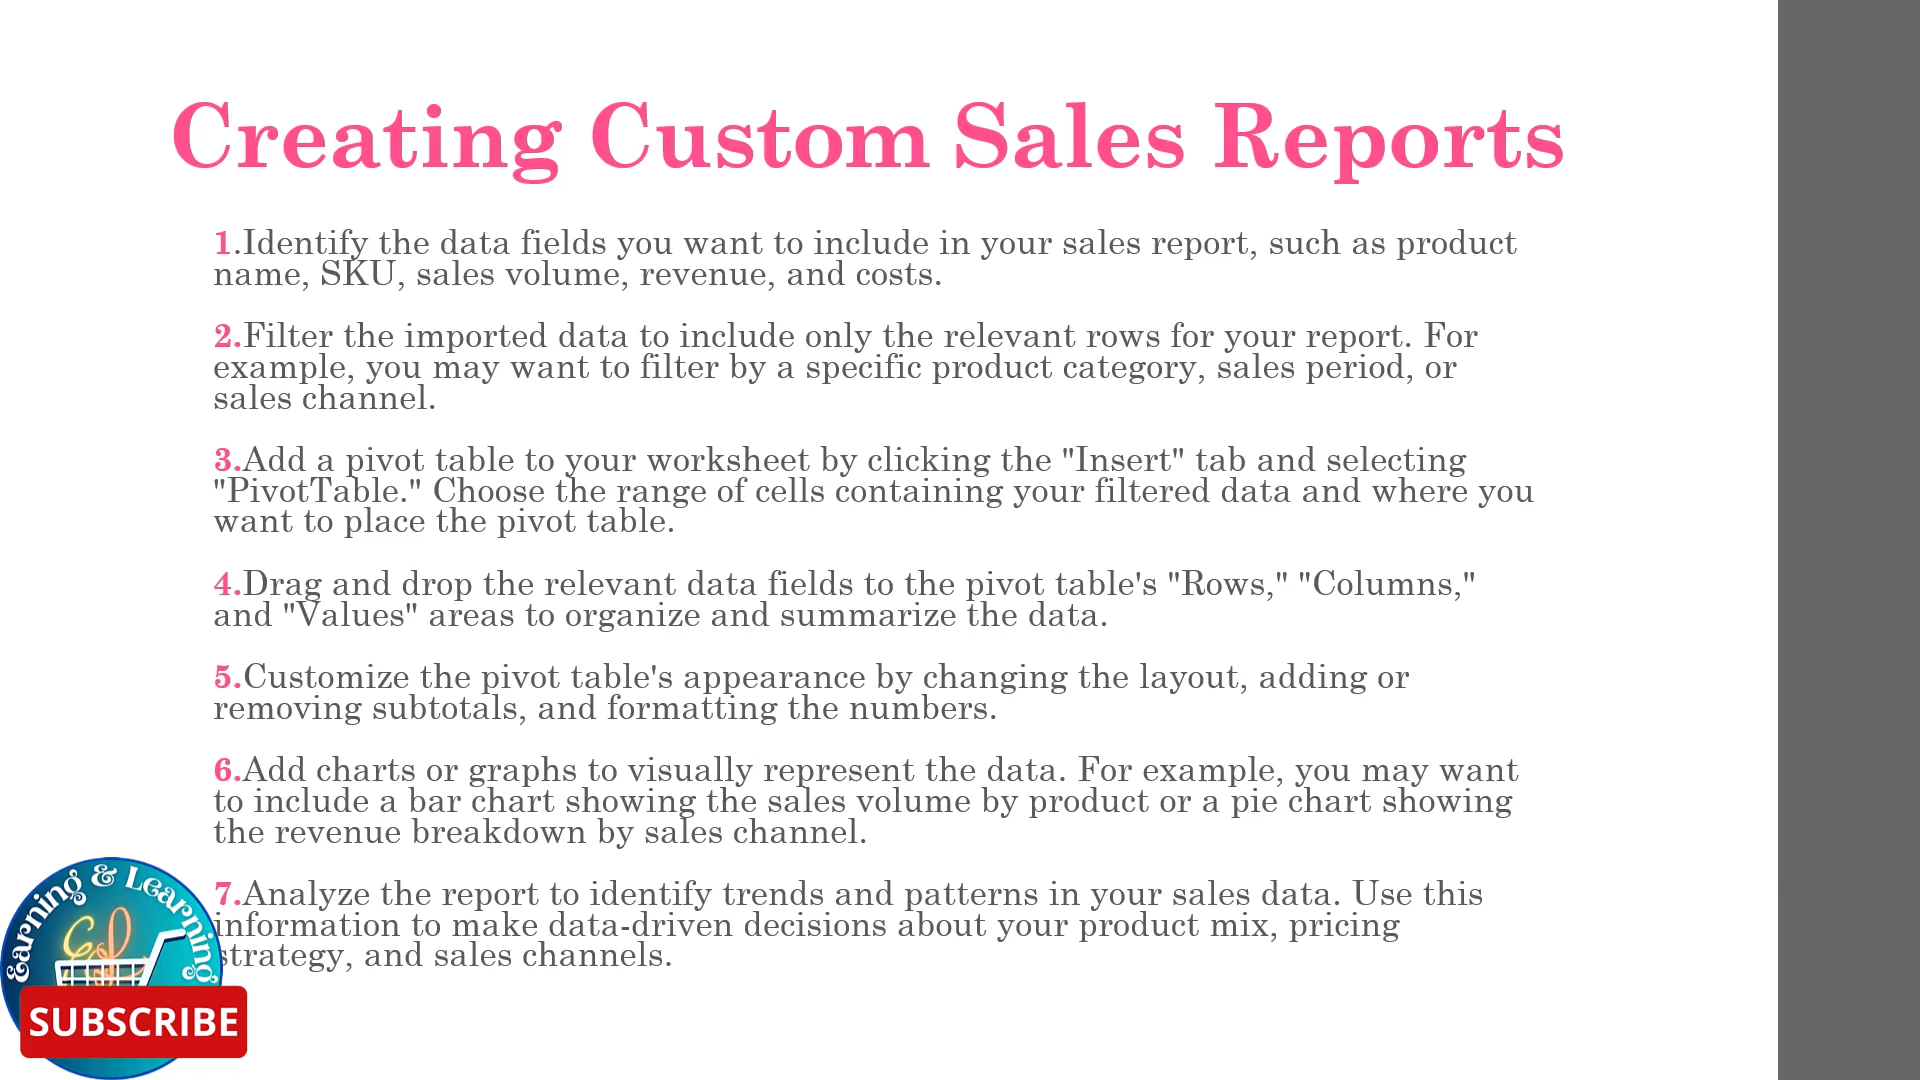 Creating Custom Sales Reports
1.Identify the data fields you want to include in your sales report, such as product
name, SKU, sales volume, revenue, and costs.
2.Filter the imported data to include only the relevant rows for your report. For
example, you may want to filter by a specific product category, sales period, or
sales channel.
3.Add a pivot table to your worksheet by clicking the "Insert" tab and selecting
"PivotTable." Choose the range of cells containing your filtered data and where you
want to place the pivot table.
4.Drag and drop the relevant data fields to the pivot table's "Rows," "Columns,"
and "Values" areas to organize and summarize the data.
5.Customize the pivot table's appearance by changing the layout, adding or
removing subtotals, and formatting the numbers.
6.Add charts or graphs to visually represent the data. For example, you may want
to include a bar chart showing the sales volume by product or a pie chart showing
the revenue breakdown by sales channel.
7.Analyze the report to identify trends and patterns in your sales data. Use this
information to make data-driven decisions about your product mix, pricing
strategy, and sales channels.
Earning & Learning
EaL
SUBSCRIBE